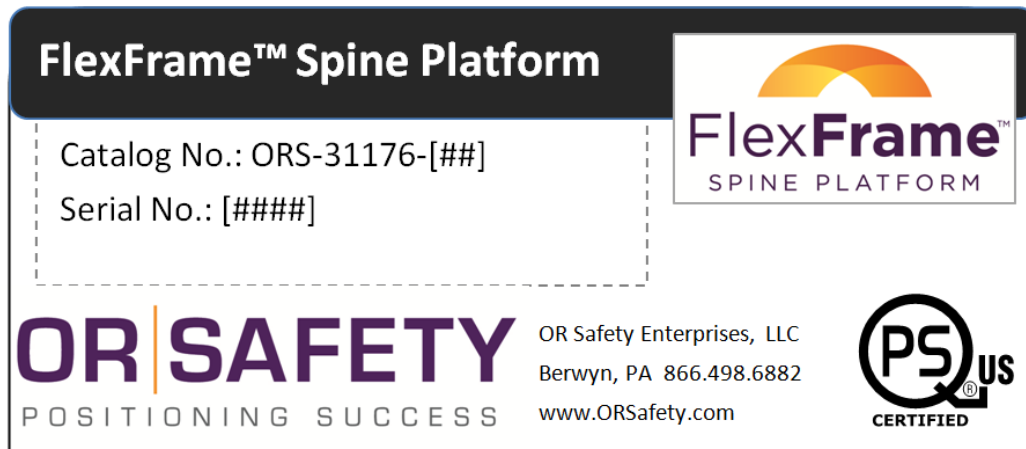 FlexFrame™ Spine Platform
FlexFrame™
SPINE PLATFORM
Catalog No.: ORS-31176-[##]
Serial No.: [####]
OR|SAFETY
POSITIONING SUCCESS
OR Safety Enterprises, LLC
Berwyn, PA 866.498.6882
www.ORSafety.com
PSQ® US
CERTIFIED